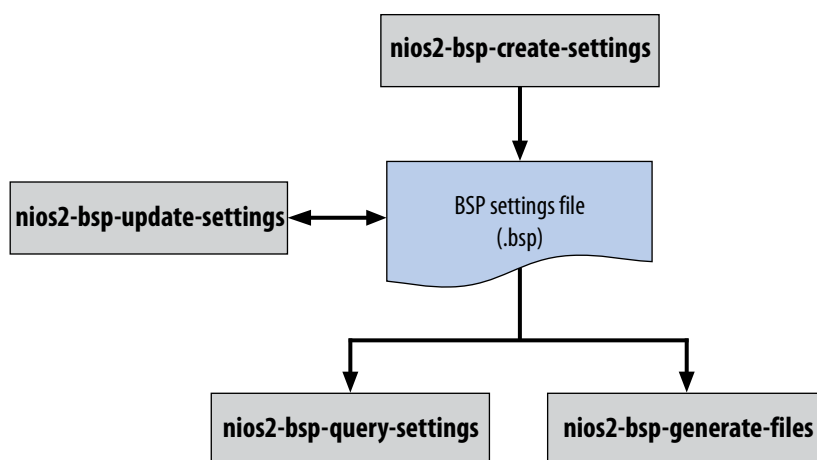 nios2-bsp-create-settings
BSP settings file
(.bsp)
nios2-bsp-update-settings
nios2-bsp-query-settings
nios2-bsp-generate-files